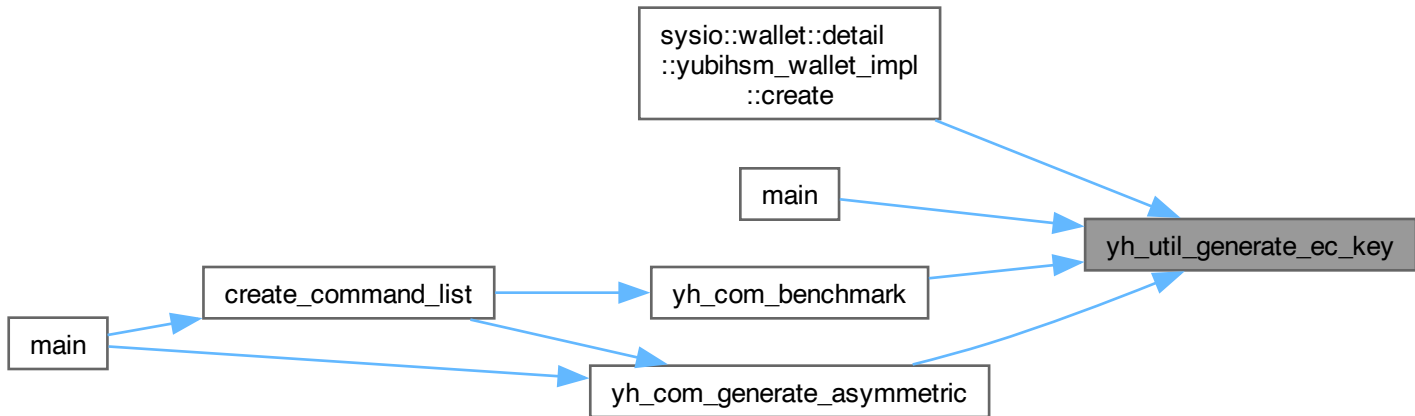 sysio::wallet::detail
::yubihsm_wallet_impl
::create
main
yh_util_generate_ec_key
create_command_list
yh_com_benchmark
main
yh_com_generate_asymmetric